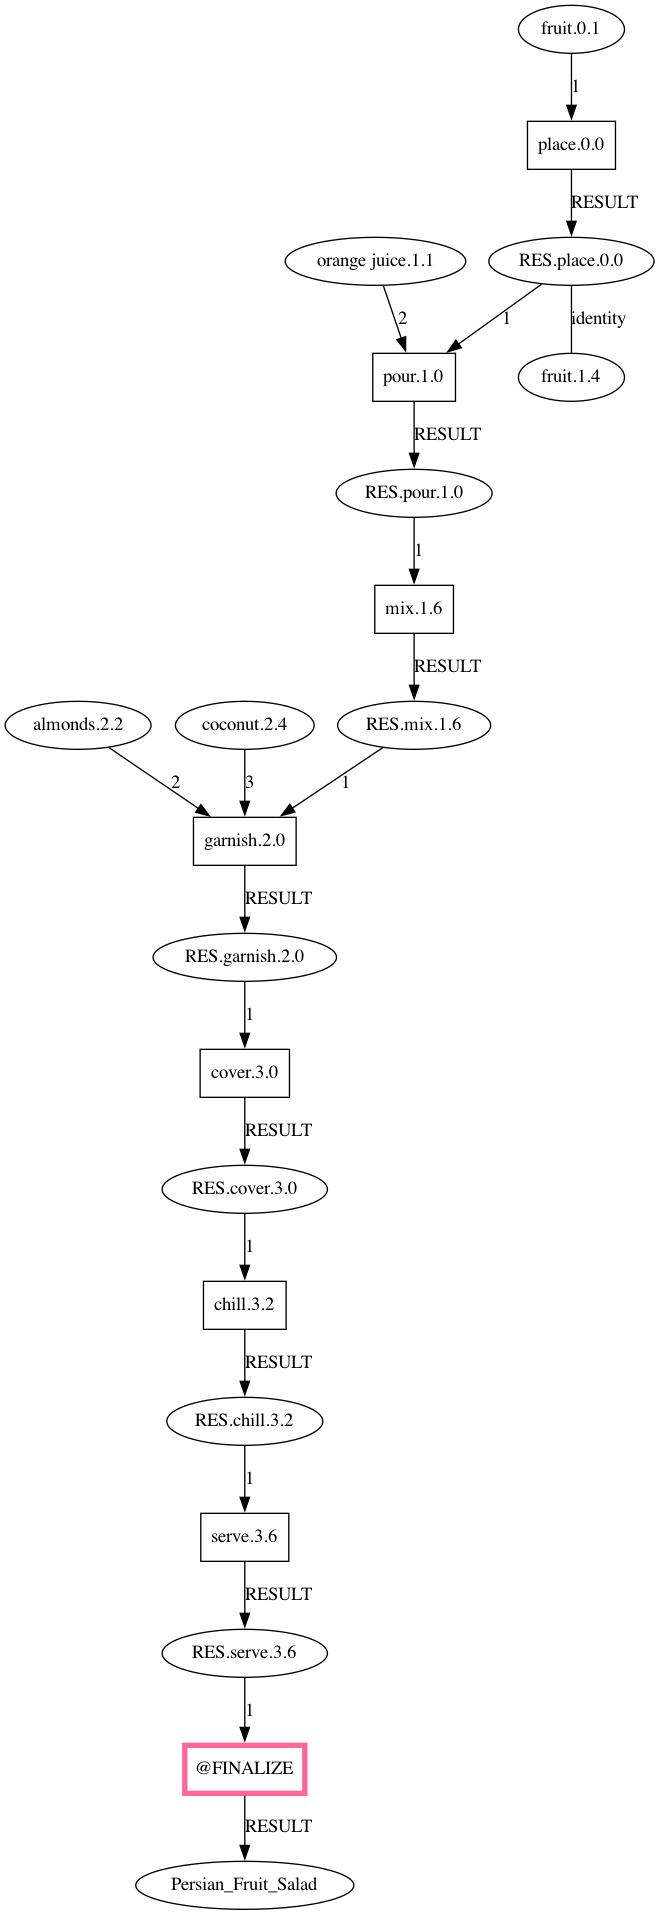 fruit.0.1
1
place.0.0
RESULT
orange juice.1.1
RES.place.0.0
2
1
identity
pour.1.0
fruit.1.4
RESULT
RES.pour.1.0
1
mix.1.6
RESULT
almonds.2.2
coconut.2.4
RES.mix.1.6
2
3
1
garnish.2.0
RESULT
RES.garnish.2.0
1
cover.3.0
RESULT
RES.cover.3.0
1
chill.3.2
RESULT
RES.chill.3.2
1
serve.3.6
RESULT
RES.serve.3.6
1
@FINALIZE
RESULT
Persian_Fruit_Salad